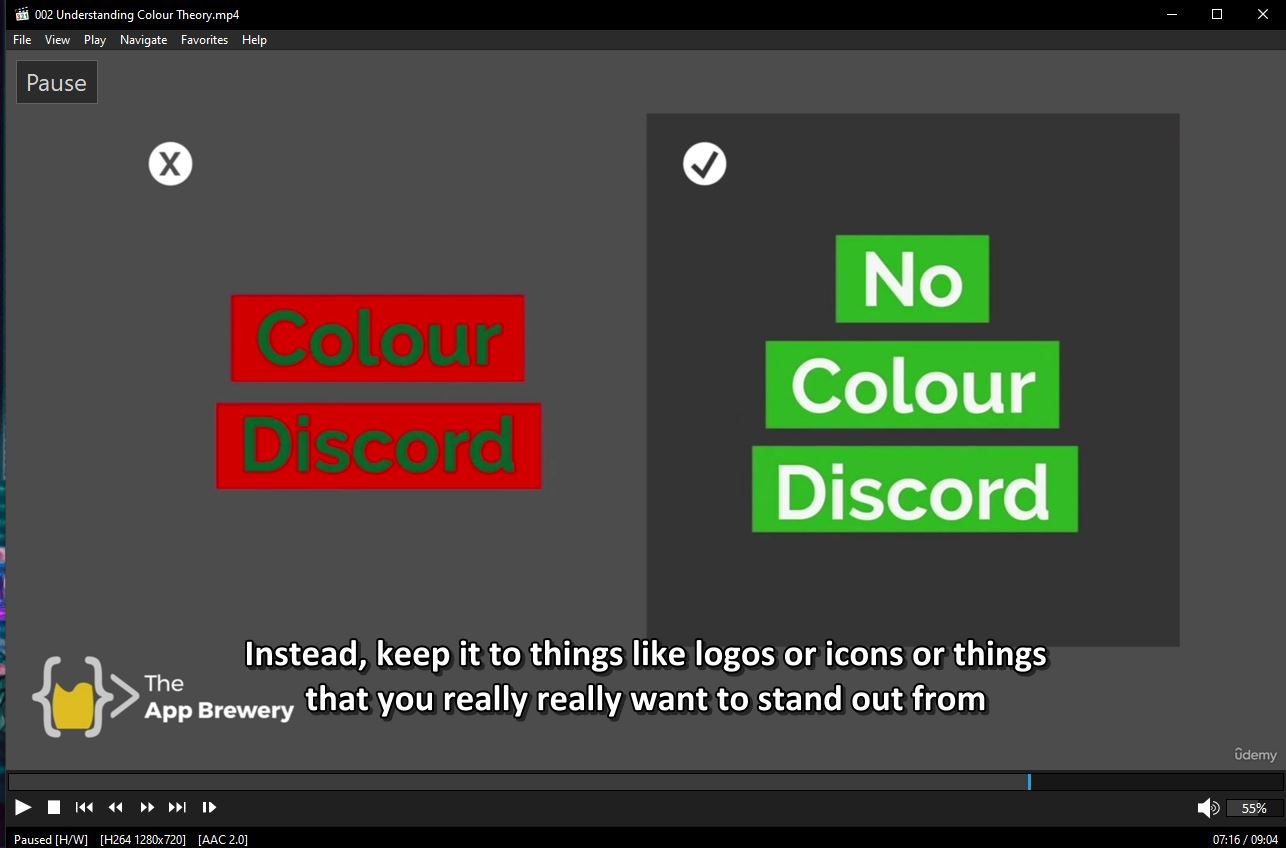 002 Understanding Colour Theory.mp4
File View Play Navigate Favorites Help
Pause
X
Colour
Discord
No
Colour
Discord
Instead, keep it to things like logos or icons or things
that you really really want to stand out from
The
App Brewery
ûdemy
55%
Paused [H/W] [H264 1280x720] [AAC 2.0]
07:16 / 09:04